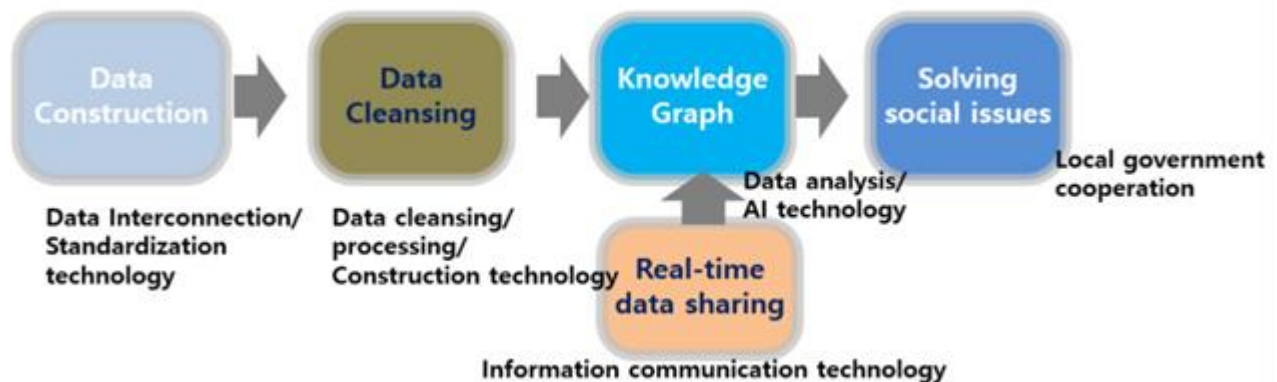 Data
Construction
Data
Cleansing
Knowledge
Graph
Solving
social issues
Data Interconnection/
Standardization
technology
Data cleansing/
processing/
Construction technology
Data analysis/
AI technology
Local government
cooperation
Real-time
data sharing
Information communication technology